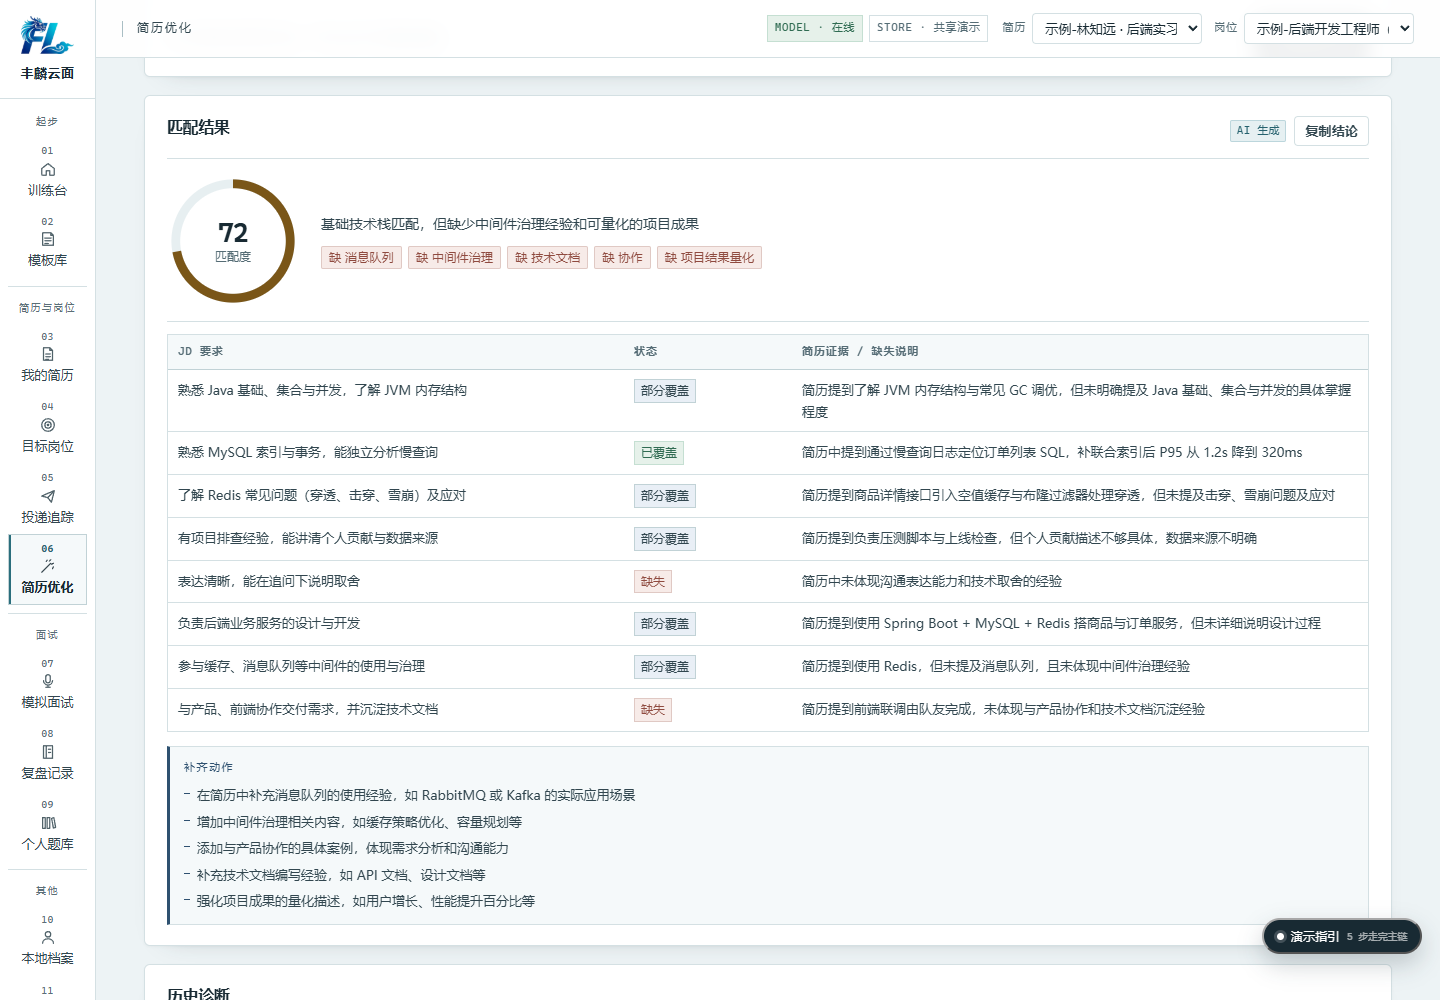 FL
丰麟云面
简历优化
MODEL · 在线
STORE · 共享演示
简历
示例-林知远 · 后端实习
岗位
示例-后端开发工程师（
起步
01
训练台
02
模板库
简历与岗位
03
我的简历
04
目标岗位
05
投递追踪
06
简历优化
面试
07
模拟面试
08
复盘记录
09
个人题库
其他
10
本地档案
11
匹配结果
AI 生成
复制结论
72
匹配度
基础技术栈匹配，但缺少中间件治理经验和可量化的项目成果
缺 消息队列
缺 中间件治理
缺 技术文档
缺 协作
缺 项目结果量化
JD 要求
状态
简历证据 / 缺失说明
熟悉 Java 基础、集合与并发，了解 JVM 内存结构
部分覆盖
简历提到了解 JVM 内存结构与常见 GC 调优，但未明确提及 Java 基础、集合与并发的具体掌握
程度
熟悉 MySQL 索引与事务，能独立分析慢查询
已覆盖
简历中提到通过慢查询日志定位订单列表 SQL，补联合索引后 P95 从 1.2s 降到 320ms
了解 Redis 常见问题（穿透、击穿、雪崩）及应对
部分覆盖
简历提到商品详情接口引入空值缓存与布隆过滤器处理穿透，但未提及击穿、雪崩问题及应对
有项目排查经验，能讲清个人贡献与数据来源
部分覆盖
简历提到负责压测脚本与上线检查，但个人贡献描述不够具体，数据来源不明确
表达清晰，能在追问下说明取舍
缺失
简历中未体现沟通表达能力和技术取舍的经验
负责后端业务服务的设计与开发
部分覆盖
简历提到使用 Spring Boot + MySQL + Redis 搭商品与订单服务，但未详细说明设计过程
参与缓存、消息队列等中间件的使用与治理
部分覆盖
简历提到使用 Redis，但未提及消息队列，且未体现中间件治理经验
与产品、前端协作交付需求，并沉淀技术文档
缺失
简历提到前端联调由队友完成，未体现与产品协作和技术文档沉淀经验
补齐动作
– 在简历中补充消息队列的使用经验，如 RabbitMQ 或 Kafka 的实际应用场景
– 增加中间件治理相关内容，如缓存策略优化、容量规划等
– 添加与产品协作的具体案例，体现需求分析和沟通能力
– 补充技术文档编写经验，如 API 文档、设计文档等
– 强化项目成果的量化描述，如用户增长、性能提升百分比等
演示指引 5 步走完主链
历史诊断